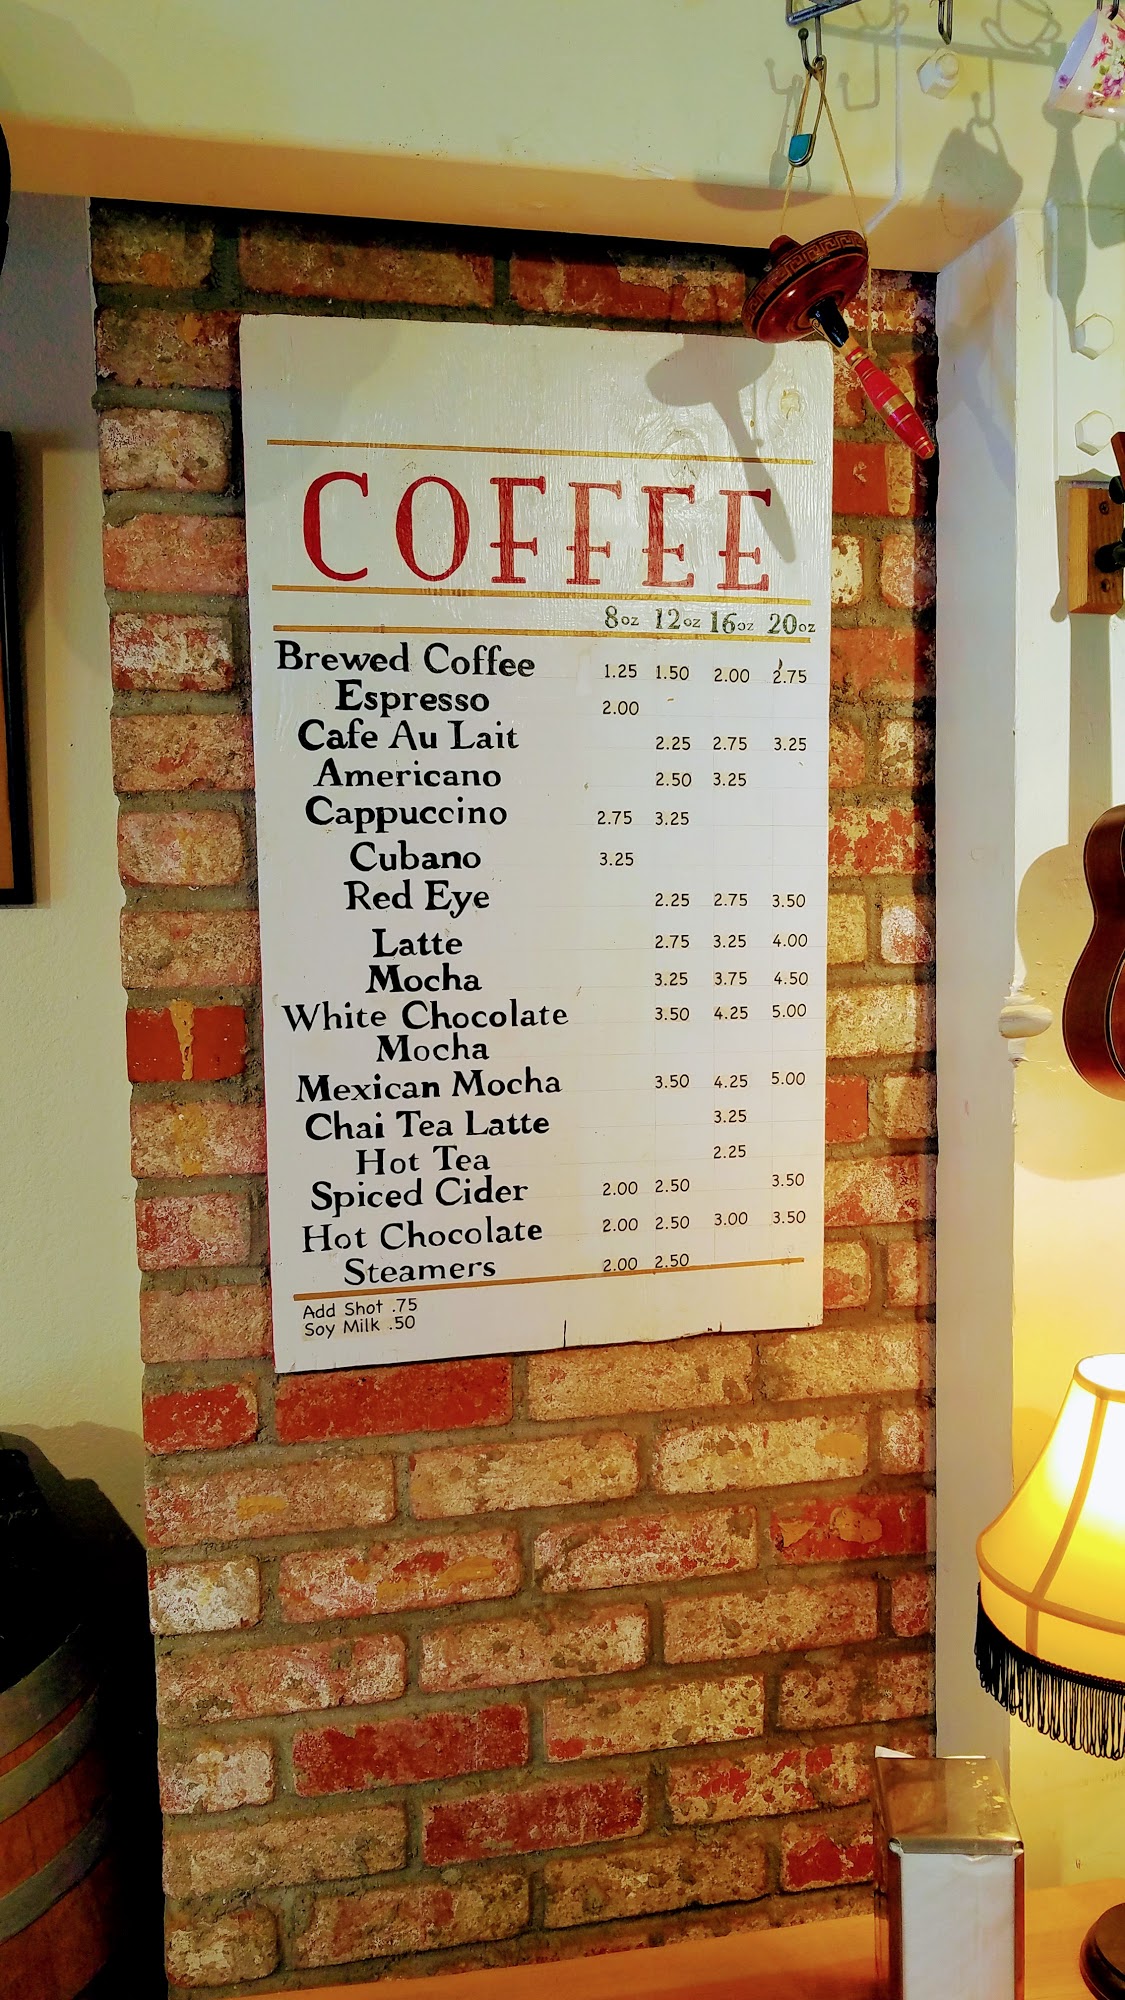 COFFEE
8oz 12oz 16oz 20oz
Brewed Coffee 1.25 1.50 2.00 2.75
Espresso 2.00
Cafe Au Lait 2.25 2.75 3.25
Americano 2.50 3.25
Cappuccino 2.75 3.25
Cubano 3.25
Red Eye 2.25 2.75 3.50
Latte 2.75 3.25 4.00
Mocha 3.25 3.75 4.50
White Chocolate 3.50 4.25 5.00
Mocha
Mexican Mocha 3.50 4.25 5.00
Chai Tea Latte 3.25
Hot Tea 2.25
Spiced Cider 2.00 2.50 3.50
Hot Chocolate 2.00 2.50 3.00 3.50
Steamers 2.00 2.50
Add Shot .75
Soy Milk .50